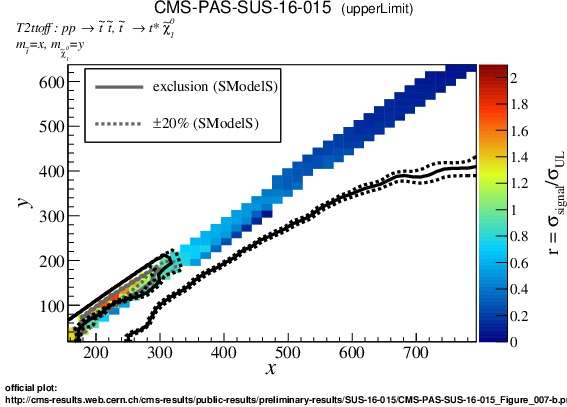 CMS-PAS-SUS-16-015 (upperLimit)
T2ttoff : pp → t̃ t̃, t̃ → t* χ̃⁰₁
m_t̃=x, m_χ̃⁰₁=y
exclusion (SModelS)
±20% (SModelS)
600
500
400
300
200
100
y
200 300 400 500 600 700
x
2
1.8
1.6
1.4
1.2
1
0.8
0.6
0.4
0.2
0
r = σ_signal/σ_UL
official plot:
http://cms-results.web.cern.ch/cms-results/public-results/preliminary-results/SUS-16-015/CMS-PAS-SUS-16-015_Figure_007-b.p